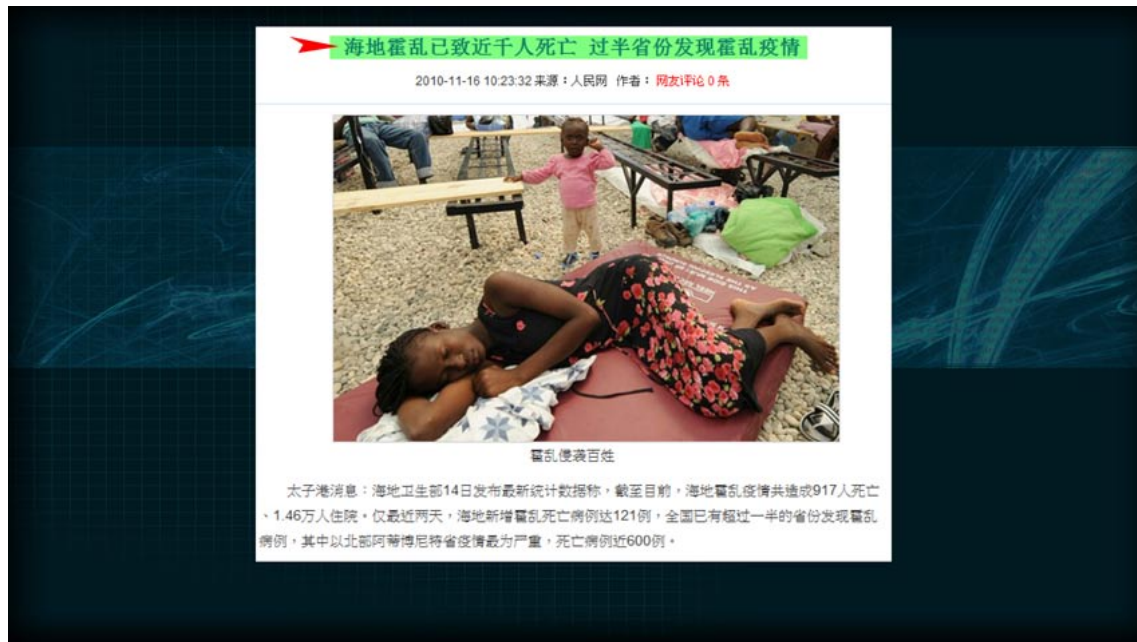 海地霍乱已致近千人死亡 过半省份发现霍乱疫情
2010-11-16 10:23:32 来源：人民网 作者： 网友评论 0 条
霍乱侵袭百姓
太子港消息：海地卫生部14日发布最新统计数据称，截至目前，海地霍乱疫情共造成917人死亡
、1.46万人住院。仅最近两天，海地新增霍乱死亡病例达121例，全国已有超过一半的省份发现霍乱
病例，其中以北部阿蒂博尼特省疫情最为严重，死亡病例近600例。